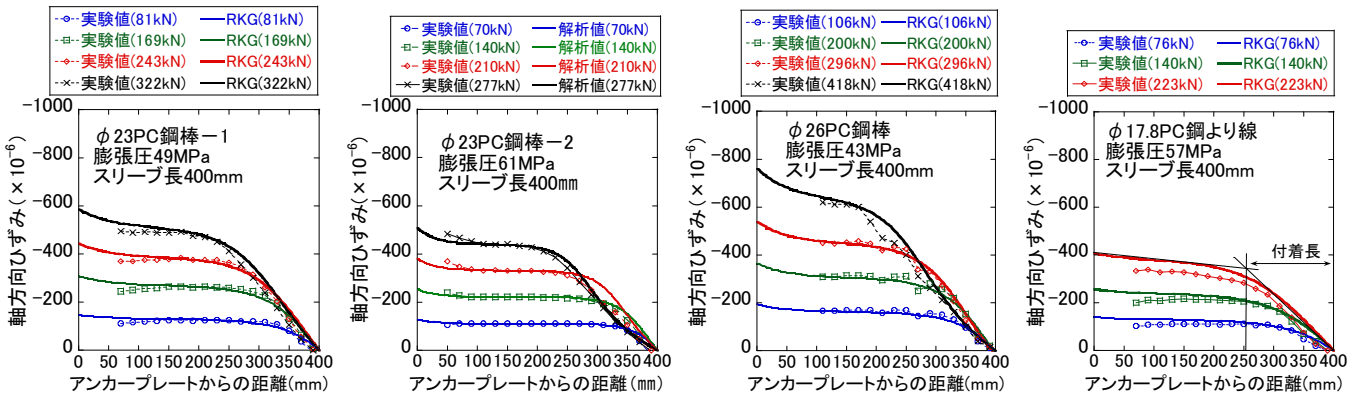 実験値(81kN) RKG(81kN)
実験値(169kN) RKG(169kN)
実験値(243kN) RKG(243kN)
実験値(322kN) RKG(322kN)
-1000
-800
-600
-400
-200
0
軸方向ひずみ(×10⁻⁶)
φ23PC鋼棒-1
膨張圧49MPa
スリーブ長400mm
0 50 100 150 200 250 300 350 400
アンカープレートからの距離(mm)
実験値(70kN) 解析値(70kN)
実験値(140kN) 解析値(140kN)
実験値(210kN) 解析値(210kN)
実験値(277kN) 解析値(277kN)
-1000
-800
-600
-400
-200
0
軸方向ひずみ(×10⁻⁶)
φ23PC鋼棒-2
膨張圧61MPa
スリーブ長400㎜
0 50 100 150 200 250 300 350 400
アンカープレートからの距離(㎜)
実験値(106kN) RKG(106kN)
実験値(200kN) RKG(200kN)
実験値(296kN) RKG(296kN)
実験値(418kN) RKG(418kN)
-1000
-800
-600
-400
-200
0
軸方向ひずみ(×10⁻⁶)
φ26PC鋼棒
膨張圧43MPa
スリーブ長400mm
0 50 100 150 200 250 300 350 400
アンカープレートからの距離(mm)
実験値(76kN) RKG(76kN)
実験値(140kN) RKG(140kN)
実験値(223kN) RKG(223kN)
-1000
-800
-600
-400
-200
0
軸方向ひずみ(×10⁻⁶)
φ17.8PC鋼より線
膨張圧57MPa
スリーブ長400mm
付着長
0 50 100 150 200 250 300 350 400
アンカープレートからの距離(mm)